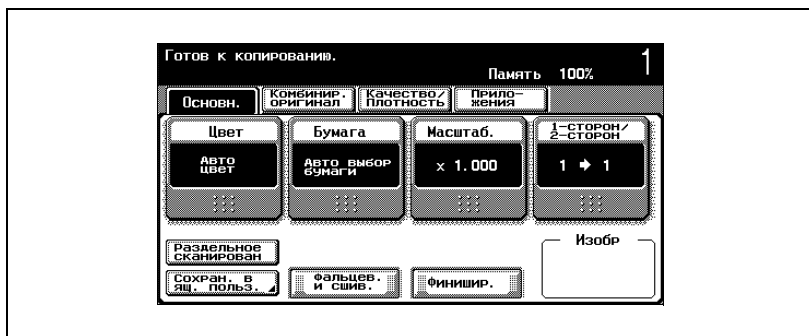 Готов к копированию.
Память 100% 1
Основн.
Комбинир.
оригинал
Качество/
Плотность
Прило-
жения
Цвет
Бумага
Масштаб.
1-сторон/
2-сторон
Авто
цвет
Авто выбор
бумаги
x 1.000
1 ➔ 1
Раздельное
сканирован
Изобр
Сохран. в
ящ. польз.
Фальцев.
и сшив.
Финишир.